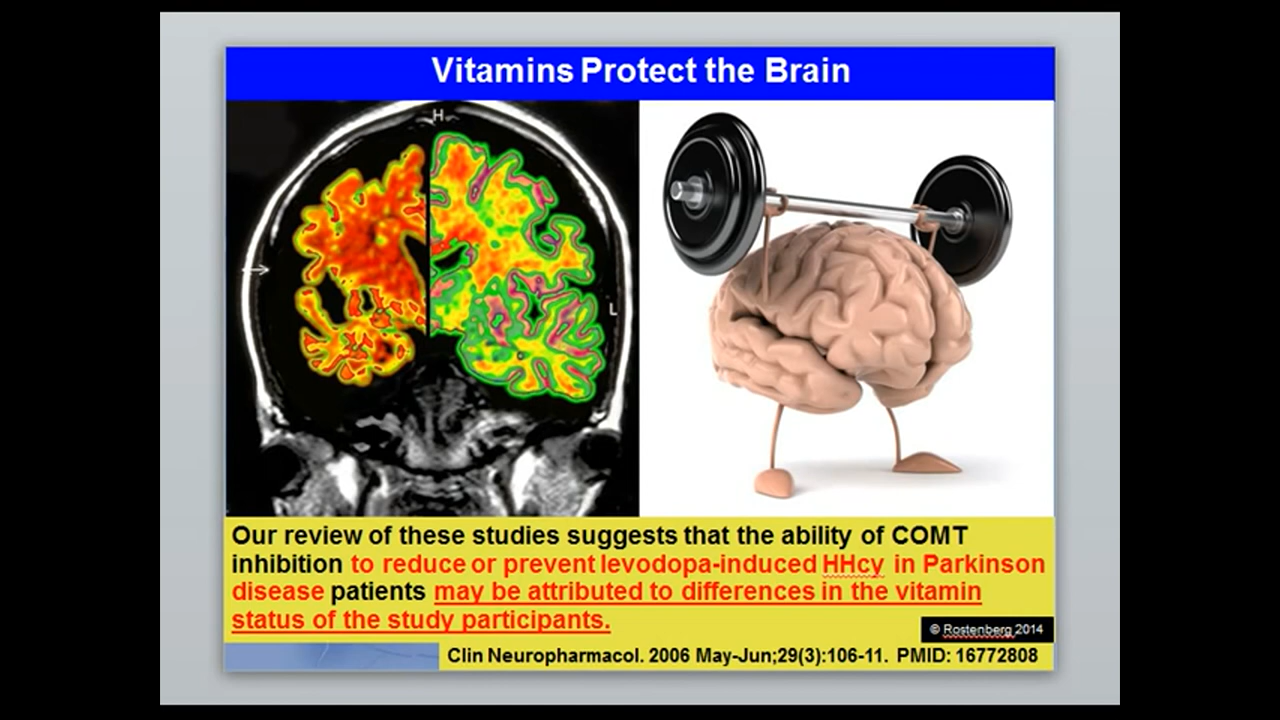 Vitamins Protect the Brain
H
L
Our review of these studies suggests that the ability of COMT
inhibition to reduce or prevent levodopa-induced HHcy in Parkinson
disease patients may be attributed to differences in the vitamin
status of the study participants.
© Rostenberg 2014
Clin Neuropharmacol. 2006 May-Jun;29(3):106-11. PMID: 16772808